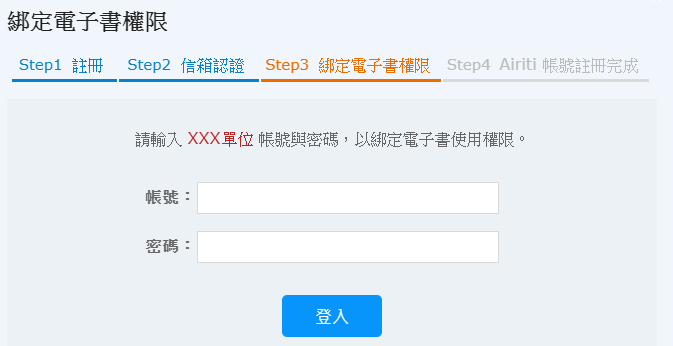 綁定電子書權限
Step1 註冊 Step2 信箱認證 Step3 綁定電子書權限 Step4 Airiti 帳號註冊完成
請輸入 XXX單位 帳號與密碼，以綁定電子書使用權限。
帳號：
密碼：
登入